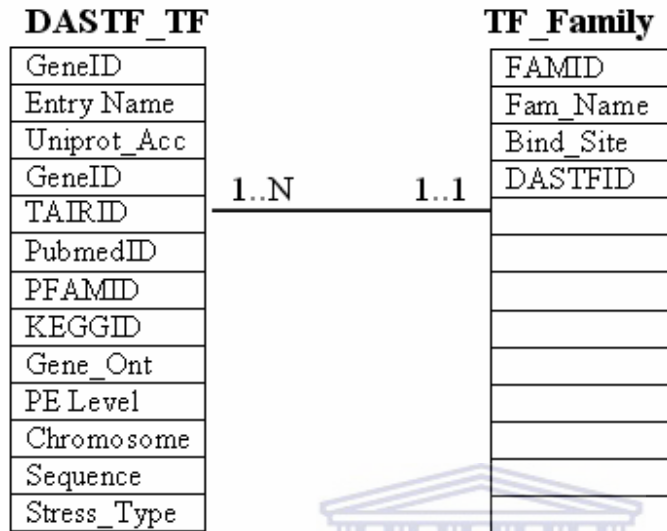 DASTF_TF
GeneID
Entry Name
Uniprot_Acc
GeneID
TAIRID
PubmedID
PFAMID
KEGGID
Gene_Ont
PE Level
Chromosome
Sequence
Stress_Type
1..N
1..1
TF_Family
FAMID
Fam_Name
Bind_Site
DASTFID